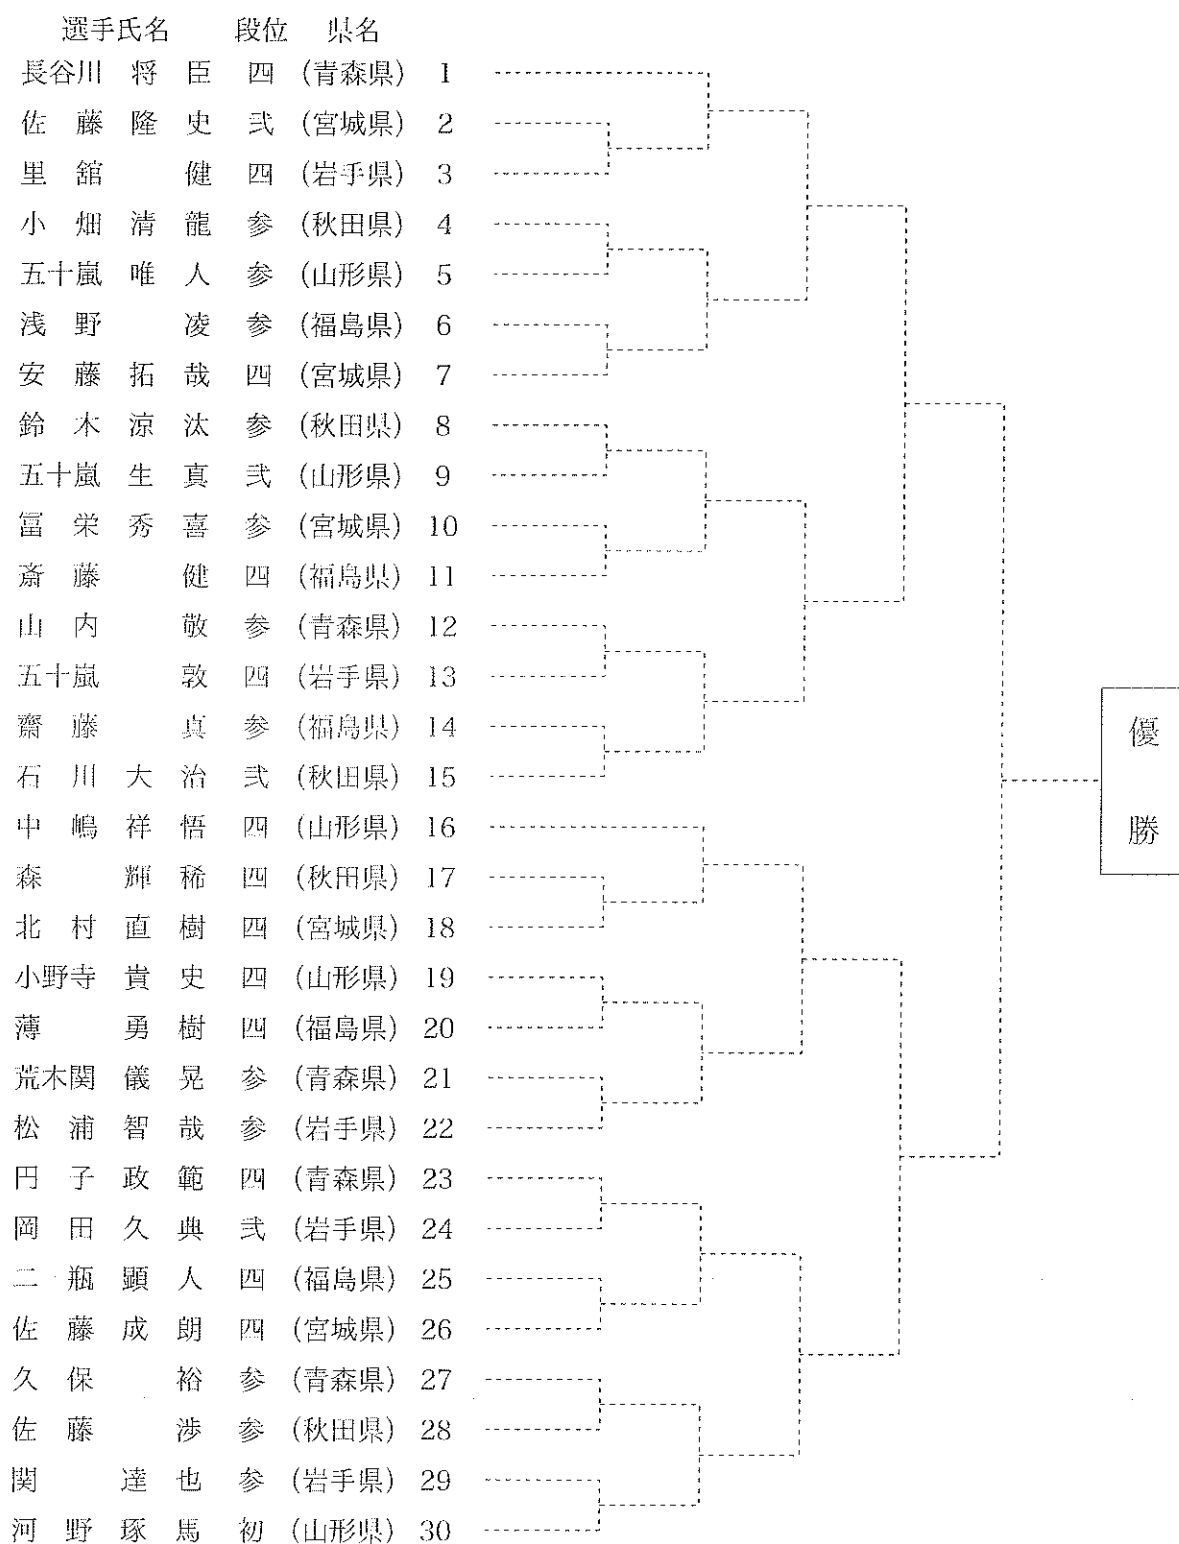 選手氏名 段位 県名
長谷川 将 臣 四 (青森県) 1
佐 藤 隆 史 弐 (宮城県) 2
里 舘 健 四 (岩手県) 3
小 畑 清 龍 参 (秋田県) 4
五十嵐 唯 人 参 (山形県) 5
浅 野 凌 参 (福島県) 6
安 藤 拓 哉 四 (宮城県) 7
鈴 木 涼 汰 参 (秋田県) 8
五十嵐 生 真 弐 (山形県) 9
冨 栄 秀 喜 参 (宮城県) 10
斎 藤 健 四 (福島県) 11
山 内 敬 参 (青森県) 12
五十嵐 敦 四 (岩手県) 13
齋 藤 真 参 (福島県) 14
石 川 大 治 弐 (秋田県) 15
中 嶋 祥 悟 四 (山形県) 16
森 輝 稀 四 (秋田県) 17
北 村 直 樹 四 (宮城県) 18
小野寺 貴 史 四 (山形県) 19
薄 勇 樹 四 (福島県) 20
荒木関 儀 晃 参 (青森県) 21
松 浦 智 哉 参 (岩手県) 22
円 子 政 範 四 (青森県) 23
岡 田 久 典 弐 (岩手県) 24
二 瓶 顕 人 四 (福島県) 25
佐 藤 成 朗 四 (宮城県) 26
久 保 裕 参 (青森県) 27
佐 藤 渉 参 (秋田県) 28
関 達 也 参 (岩手県) 29
河 野 琢 馬 初 (山形県) 30
優勝